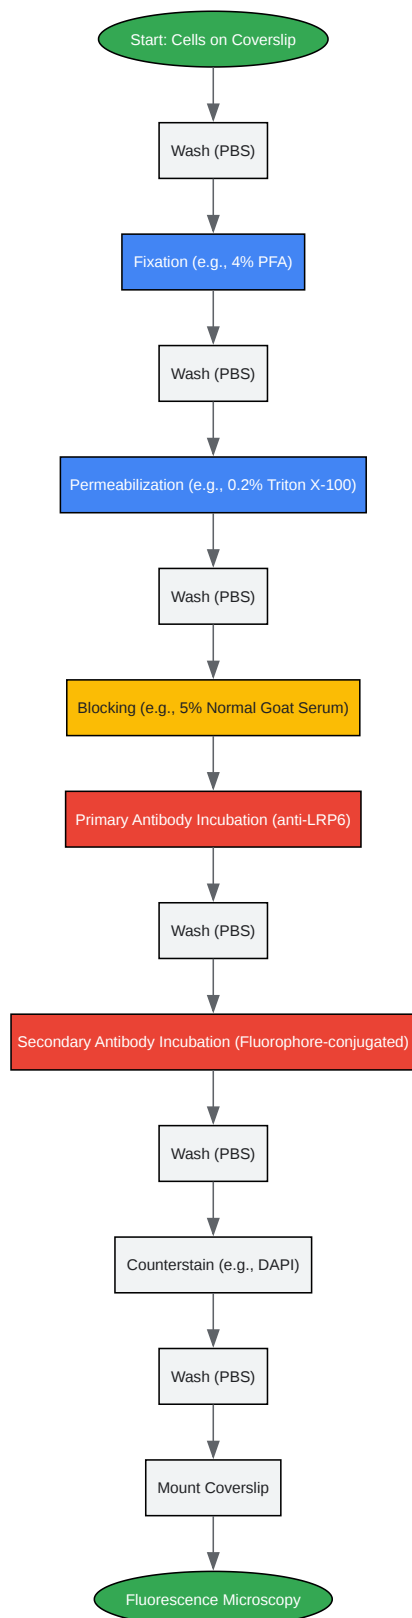 Start: Cells on Coverslip
Wash (PBS)
Fixation (e.g., 4% PFA)
Wash (PBS)
Permeabilization (e.g., 0.2% Triton X-100)
Wash (PBS)
Blocking (e.g., 5% Normal Goat Serum)
Primary Antibody Incubation (anti-LRP6)
Wash (PBS)
Secondary Antibody Incubation (Fluorophore-conjugated)
Wash (PBS)
Counterstain (e.g., DAPI)
Wash (PBS)
Mount Coverslip
Fluorescence Microscopy